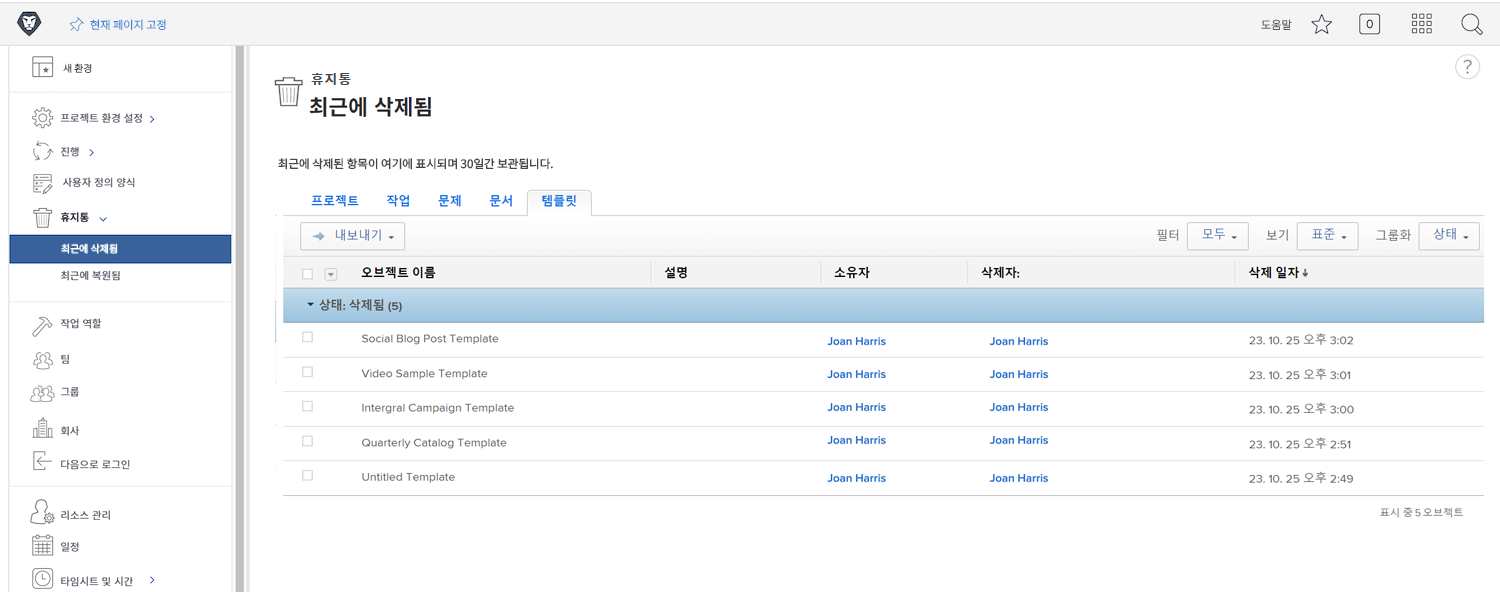 현재 페이지 고정
도움말
0
새 환경
프로젝트 환경 설정
진행
사용자 정의 양식
휴지통
최근에 삭제됨
최근에 복원됨
작업 역할
팀
그룹
회사
다음으로 로그인
리소스 관리
일정
타임시트 및 시간
?
휴지통
최근에 삭제됨
최근에 삭제된 항목이 여기에 표시되며 30일간 보관됩니다.
프로젝트 작업 문제 문서 템플릿
내보내기 필터 모두 보기 표준 그룹화 상태
오브젝트 이름 설명 소유자 삭제자: 삭제 일자
상태: 삭제됨 (5)
Social Blog Post Template Joan Harris Joan Harris 23. 10. 25 오후 3:02
Video Sample Template Joan Harris Joan Harris 23. 10. 25 오후 3:01
Intergral Campaign Template Joan Harris Joan Harris 23. 10. 25 오후 3:00
Quarterly Catalog Template Joan Harris Joan Harris 23. 10. 25 오후 2:51
Untitled Template Joan Harris Joan Harris 23. 10. 25 오후 2:49
표시 중 5 오브젝트